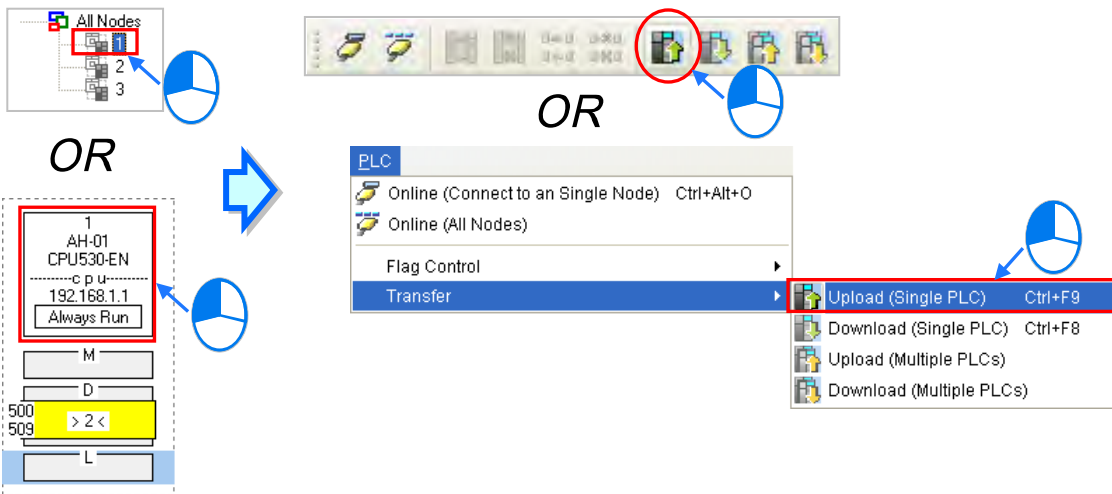 All Nodes
1
2
3
OR
1
AH-01
CPU530-EN
--------c p u---------
192.168.1.1
Always Run
M
D
500
509
> 2 <
L
OR
PLC
Online (Connect to an Single Node) Ctrl+Alt+O
Online (All Nodes)
Flag Control
Transfer
Upload (Single PLC) Ctrl+F9
Download (Single PLC) Ctrl+F8
Upload (Multiple PLCs)
Download (Multiple PLCs)